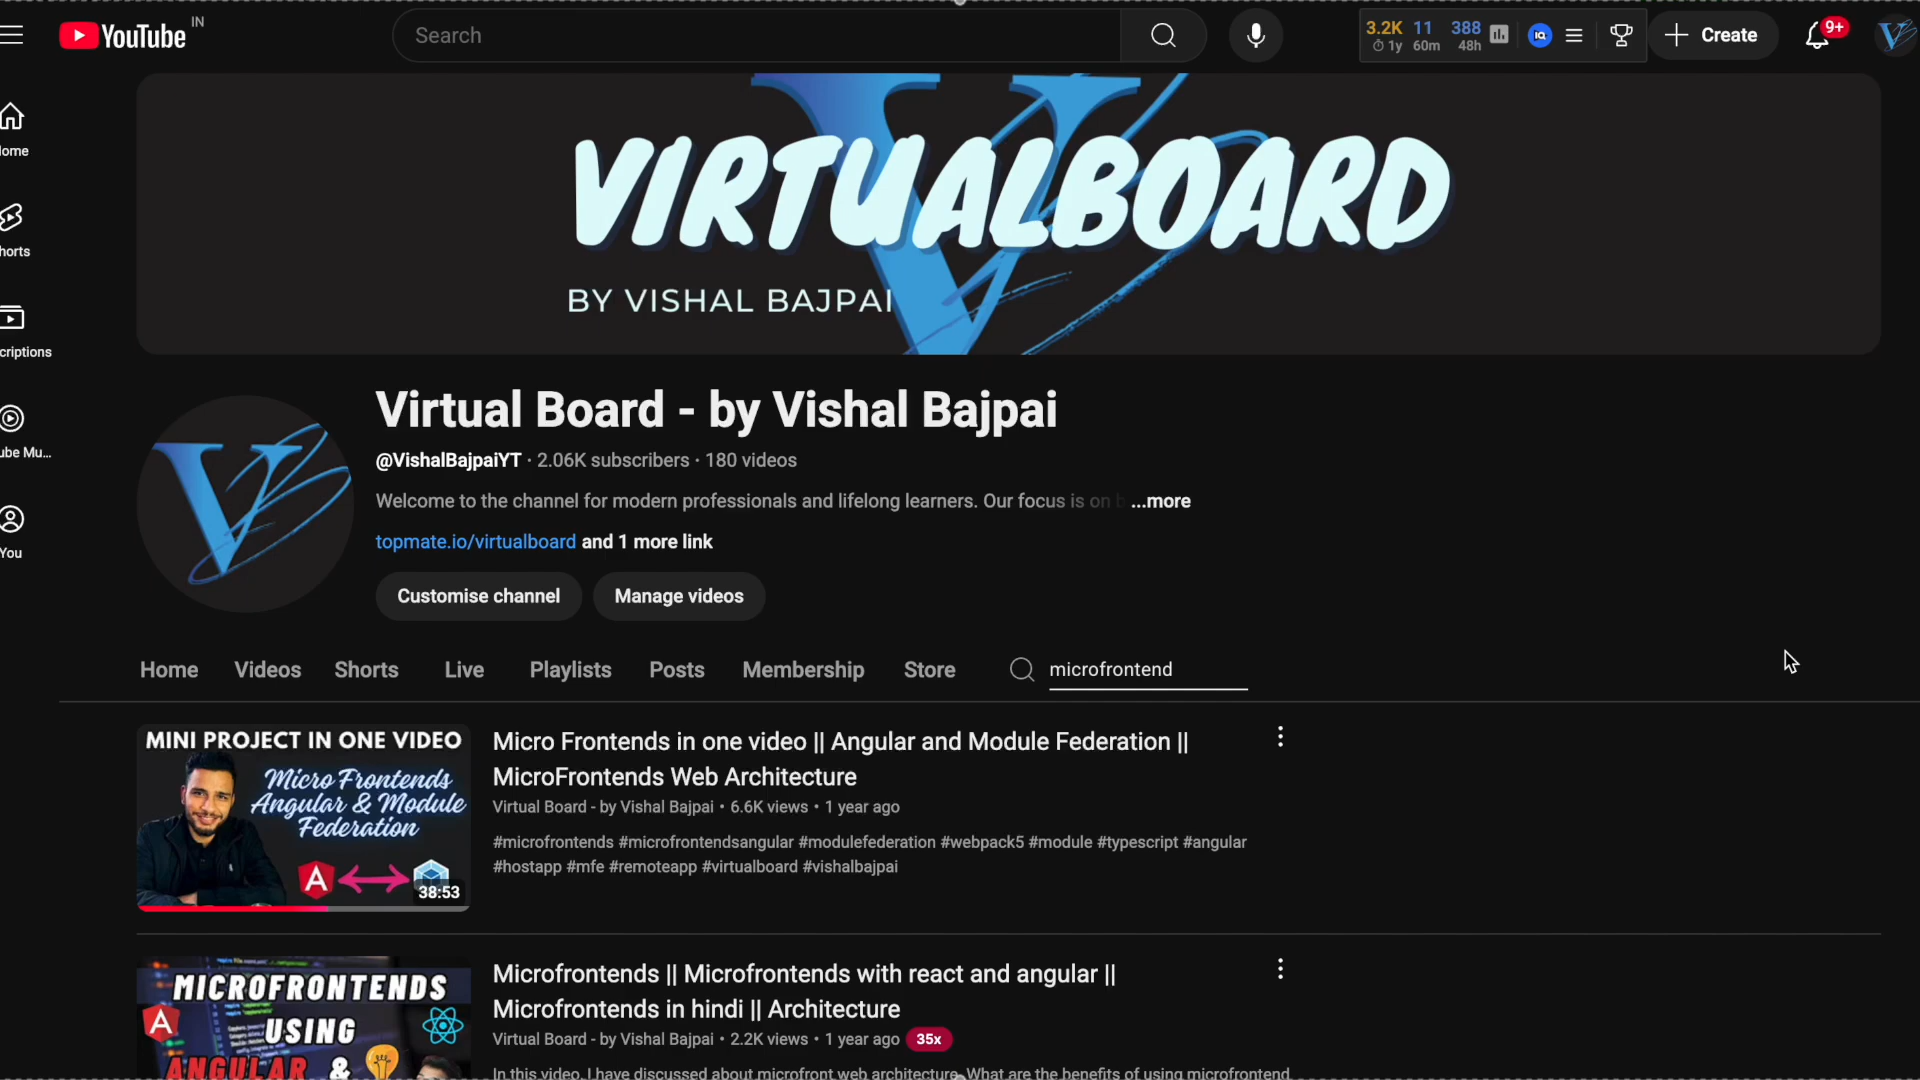 YouTube IN
Search
3.2K 11 388
1y 60m 48h
IQ
Create
9+
ome
horts
criptions
ube Mu...
You
VIRTUALBOARD
BY VISHAL BAJPAI
Virtual Board - by Vishal Bajpai
@VishalBajpaiYT · 2.06K subscribers · 180 videos
Welcome to the channel for modern professionals and lifelong learners. Our focus is on b ...more
topmate.io/virtualboard and 1 more link
Customise channel Manage videos
Home Videos Shorts Live Playlists Posts Membership Store microfrontend
MINI PROJECT IN ONE VIDEO
Micro Frontends
Angular & Module
Federation
A
38:53
Micro Frontends in one video || Angular and Module Federation ||
MicroFrontends Web Architecture
Virtual Board - by Vishal Bajpai • 6.6K views • 1 year ago
#microfrontends #microfrontendsangular #modulefederation #webpack5 #module #typescript #angular
#hostapp #mfe #remoteapp #virtualboard #vishalbajpai
MICROFRONTENDS
A USING
ANGULAR &
Microfrontends || Microfrontends with react and angular ||
Microfrontends in hindi || Architecture
Virtual Board - by Vishal Bajpai • 2.2K views • 1 year ago 35x
In this video, I have discussed about microfront web architecture. What are the benefits of using microfrontend